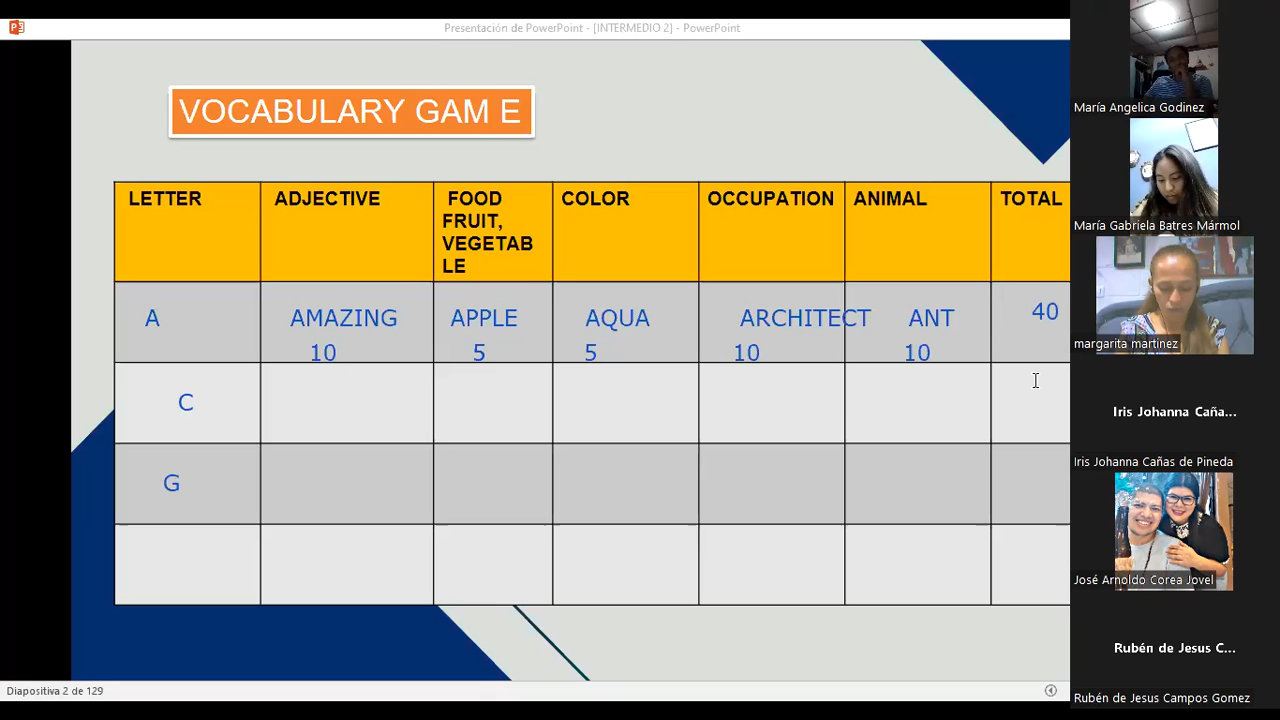 Presentación de PowerPoint - [INTERMEDIO 2] - PowerPoint
VOCABULARY GAM E
LETTER ADJECTIVE FOOD FRUIT, VEGETAB LE COLOR OCCUPATION ANIMAL TOTAL
A AMAZING APPLE AQUA ARCHITECT ANT 40
10 5 5 10 10
C
G
Diapositiva 2 de 129
María Angelica Godinez
María Gabriela Batres Mármol
margarita martinez
Iris Johanna Caña...
Iris Johanna Cañas de Pineda
José Arnoldo Corea Jovel
Rubén de Jesus C...
Rubén de Jesus Campos Gomez